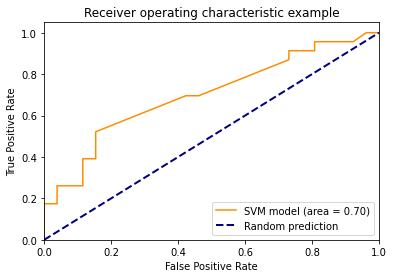 Receiver operating characteristic example
True Positive Rate
1.0
0.8
0.6
0.4
0.2
0.0
SVM model (area = 0.70)
Random prediction
0.0 0.2 0.4 0.6 0.8 1.0
False Positive Rate